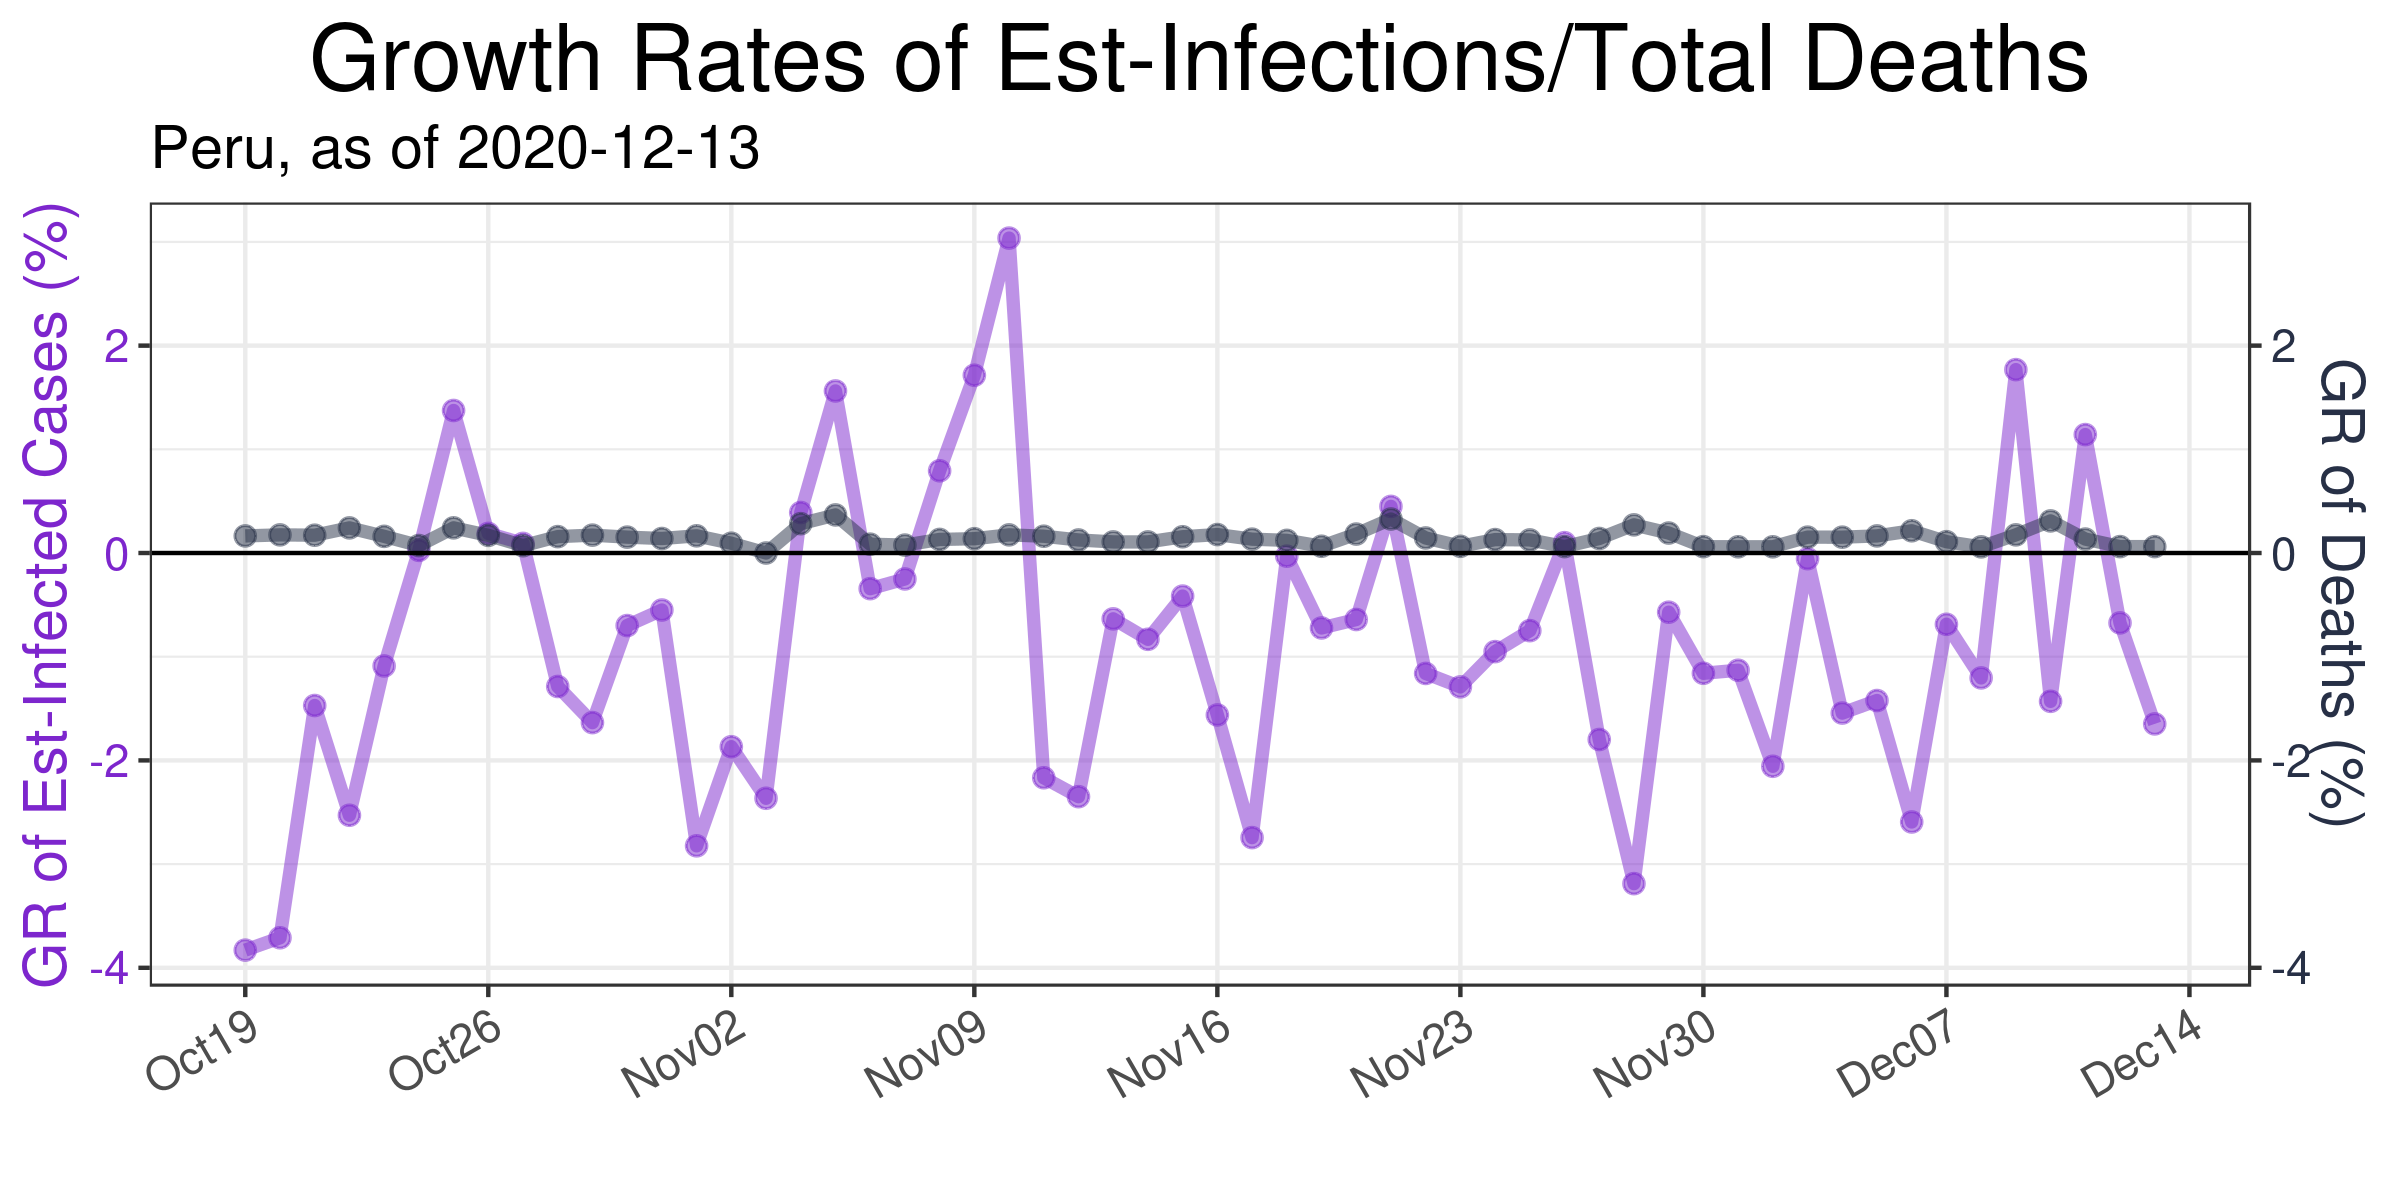 Growth Rates of Est-Infections/Total Deaths
Peru, as of 2020-12-13
GR of Est-Infected Cases (%)
2
0
-2
-4
2
0
-2
-4
GR of Deaths (%)
Oct19
Oct26
Nov02
Nov09
Nov16
Nov23
Nov30
Dec07
Dec14